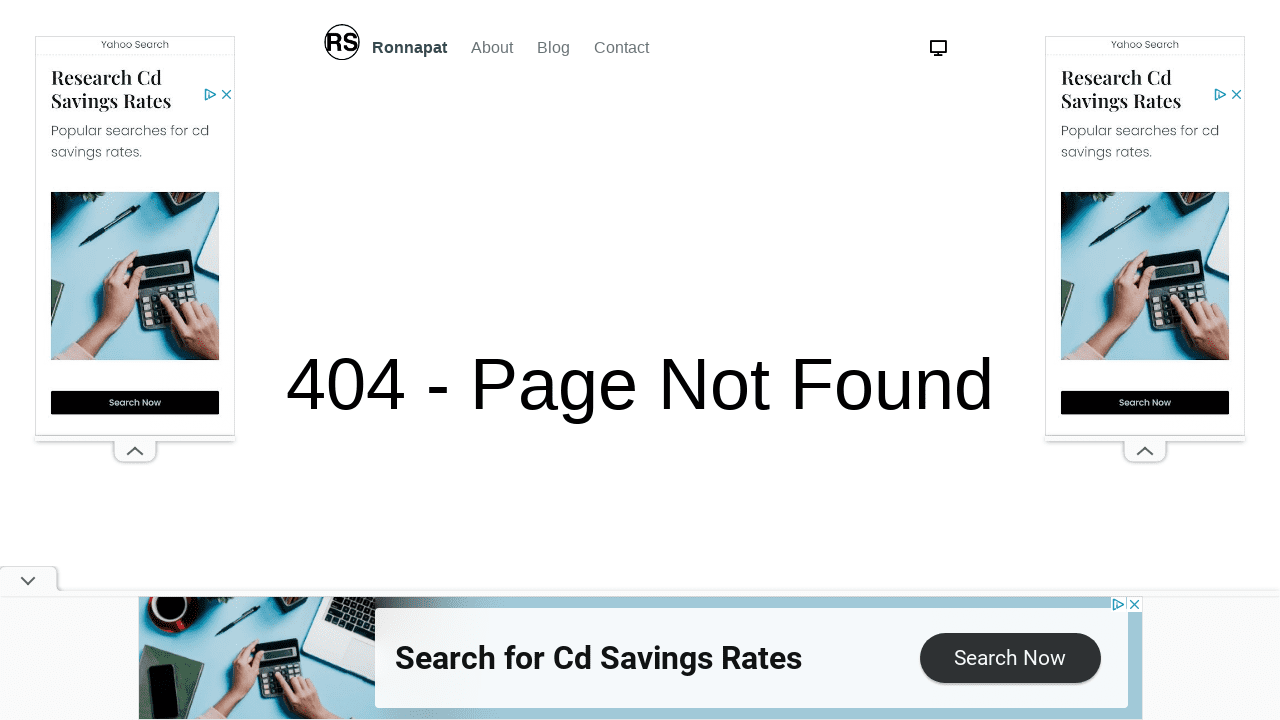 RS
Ronnapat
About
Blog
Contact
Yahoo Search
Research Cd
Savings Rates
Popular searches for cd
savings rates.
Search Now
Yahoo Search
Research Cd
Savings Rates
Popular searches for cd
savings rates.
Search Now
404 - Page Not Found
Search for Cd Savings Rates
Search Now